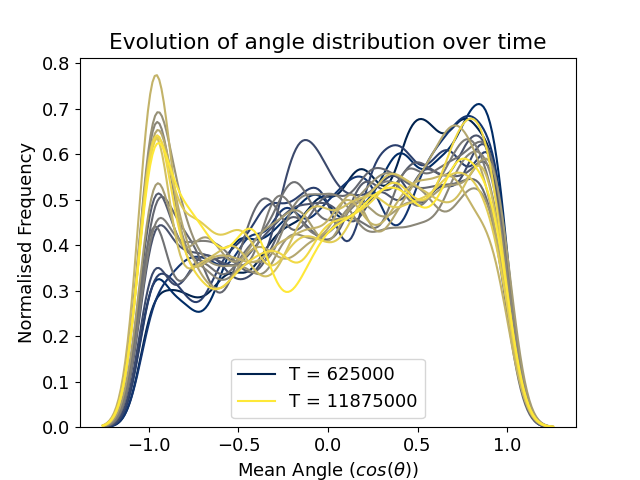 Evolution of angle distribution over time
0.8
0.7
0.6
0.5
0.4
0.3
0.2
0.1
0.0
Normalised Frequency
T = 625000
T = 11875000
−1.0 −0.5 0.0 0.5 1.0
Mean Angle (cos(θ))